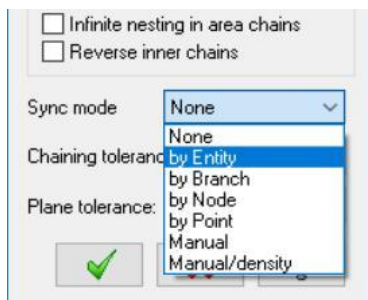 Infinite nesting in area chains
Reverse inner chains
Sync mode
None
None
Chaining toleranc
by Entity
by Branch
Plane tolerance:
by Node
by Point
Manual
Manual/density